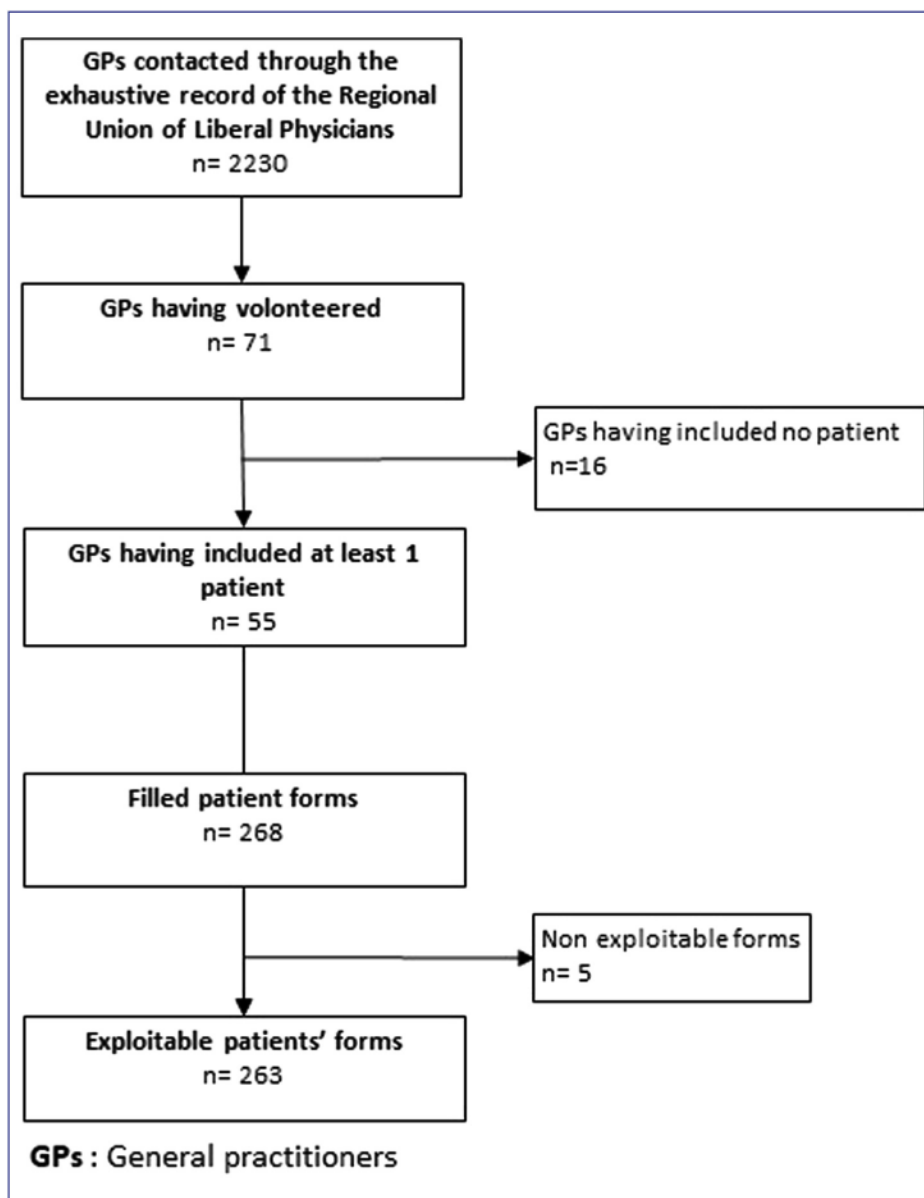 GPs contacted through the
exhaustive record of the Regional
Union of Liberal Physicians
n= 2230
GPs having volunteered
n= 71
GPs having included no patient
n=16
GPs having included at least 1
patient
n= 55
Filled patient forms
n= 268
Non exploitable forms
n= 5
Exploitable patients’ forms
n= 263
GPs : General practitioners